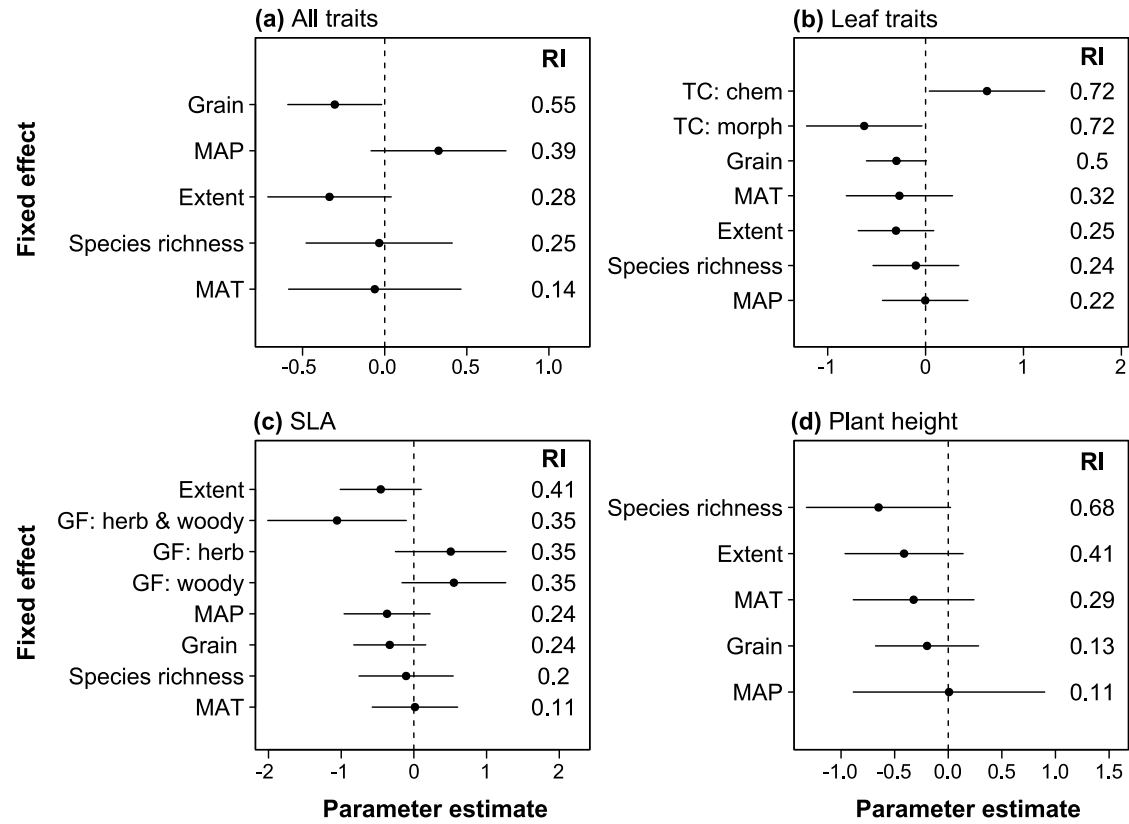 (a) All traits
RI
Grain 0.55
MAP 0.39
Extent 0.28
Species richness 0.25
MAT 0.14
-0.5 0.0 0.5 1.0
Fixed effect
(b) Leaf traits
RI
TC: chem 0.72
TC: morph 0.72
Grain 0.5
MAT 0.32
Extent 0.25
Species richness 0.24
MAP 0.22
-1 0 1 2
(c) SLA
RI
Extent 0.41
GF: herb & woody 0.35
GF: herb 0.35
GF: woody 0.35
MAP 0.24
Grain 0.24
Species richness 0.2
MAT 0.11
-2 -1 0 1 2
Parameter estimate
Fixed effect
(d) Plant height
RI
Species richness 0.68
Extent 0.41
MAT 0.29
Grain 0.13
MAP 0.11
-1.0 -0.5 0.0 0.5 1.0 1.5
Parameter estimate